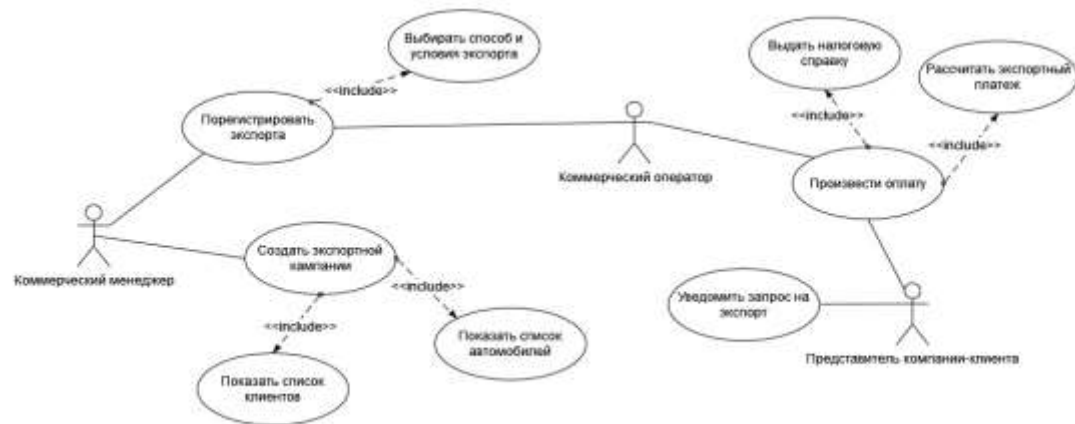 Выбирать способ и
условия экспорта
<<include>>
Порегистрировать
экспорта
Выдать налоговую
справку
Рассчитать экспортный
платеж
<<include>>
<<include>>
Коммерческий оператор
Произвести оплату
Коммерческий менеджер
Создать экспортной
кампании
<<include>>
<<include>>
Показать список
автомобилей
Показать список
клиентов
Уведомить запрос на
экспорт
Представитель компании-клиента